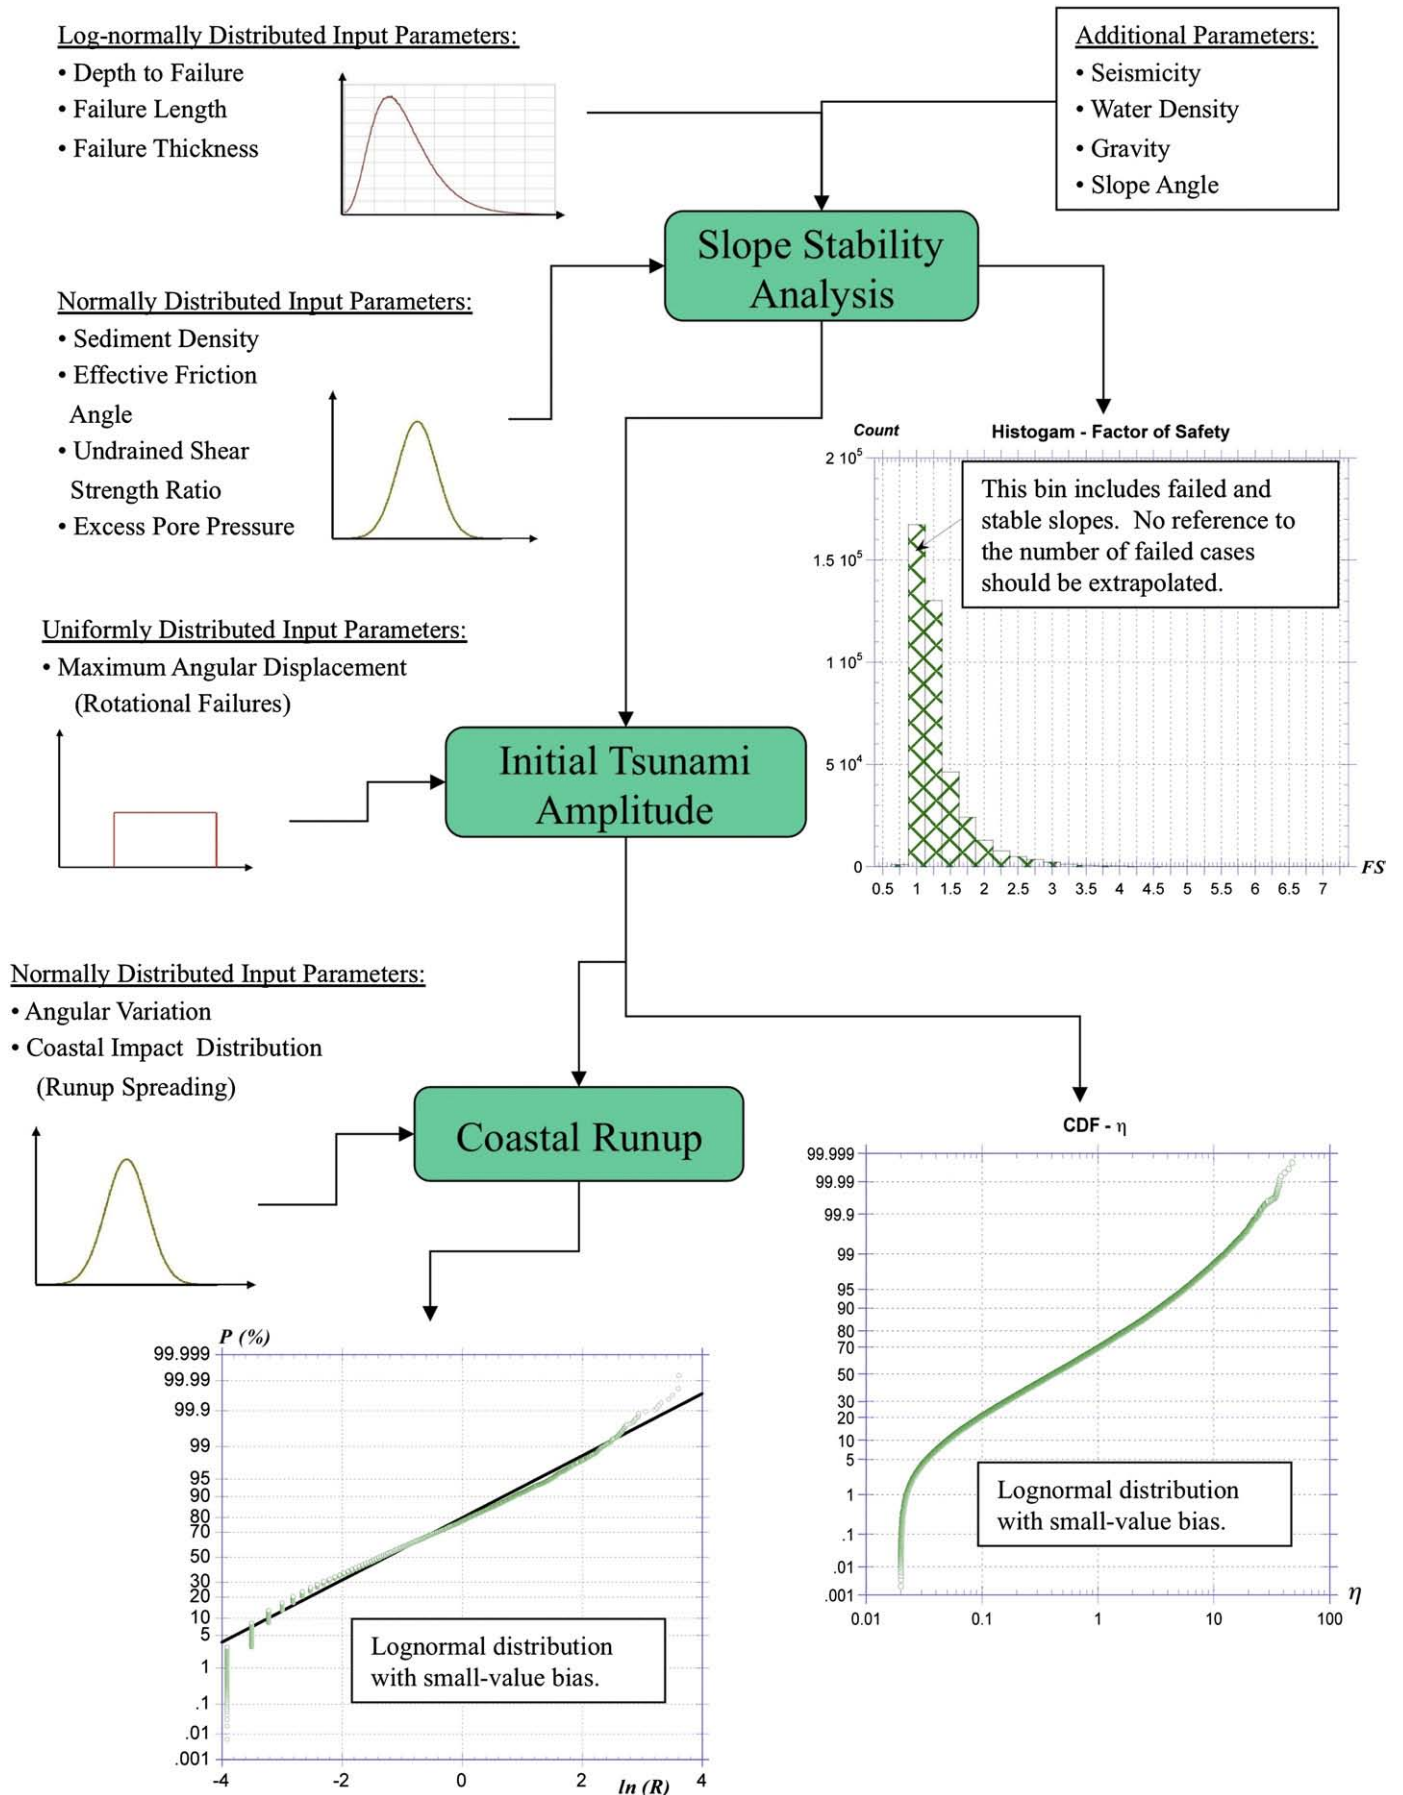 Log-normally Distributed Input Parameters:
• Depth to Failure
• Failure Length
• Failure Thickness
Additional Parameters:
• Seismicity
• Water Density
• Gravity
• Slope Angle
Slope Stability
Analysis
Normally Distributed Input Parameters:
• Sediment Density
• Effective Friction
Angle
• Undrained Shear
Strength Ratio
• Excess Pore Pressure
Count
Histogam - Factor of Safety
2 10⁵
1.5 10⁵
1 10⁵
5 10⁴
0
This bin includes failed and
stable slopes. No reference to
the number of failed cases
should be extrapolated.
FS
0.5 1 1.5 2 2.5 3 3.5 4 4.5 5 5.5 6 6.5 7
Uniformly Distributed Input Parameters:
• Maximum Angular Displacement
(Rotational Failures)
Initial Tsunami
Amplitude
Normally Distributed Input Parameters:
• Angular Variation
• Coastal Impact Distribution
(Runup Spreading)
Coastal Runup
CDF - η
99.999
99.99
99.9
99
95
90
80
70
50
30
20
10
5
1
.1
.01
.001
Lognormal distribution
with small-value bias.
η
0.01 0.1 1 10 100
P (%)
99.999
99.99
99.9
99
95
90
80
70
50
30
20
10
5
1
.1
.01
.001
Lognormal distribution
with small-value bias.
-4 -2 0 2 4
ln (R)